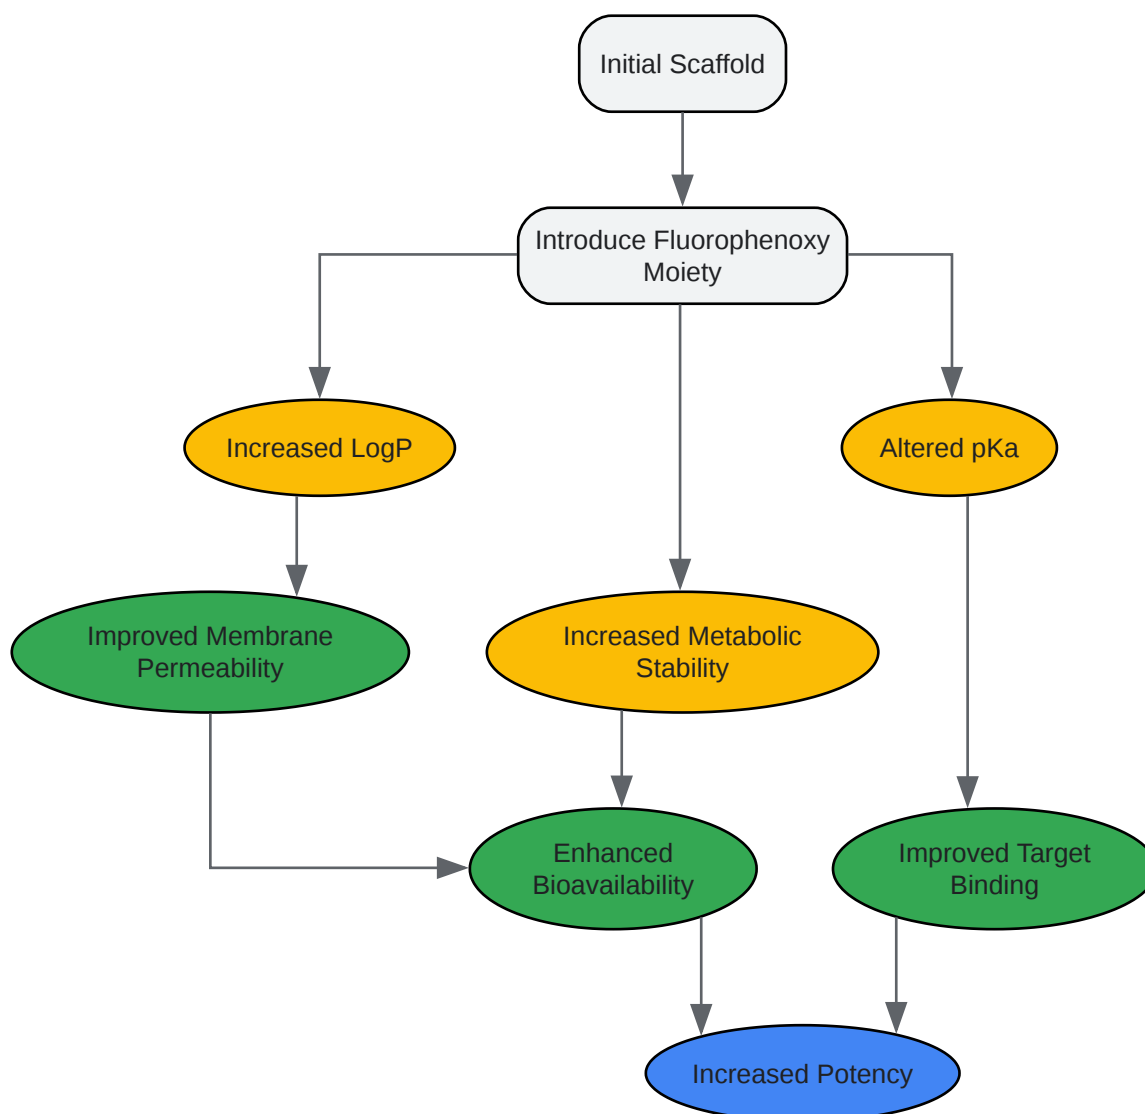 Initial Scaffold
Introduce Fluorophenoxy
Moiety
Increased LogP
Altered pKa
Improved Membrane
Permeability
Increased Metabolic
Stability
Enhanced
Bioavailability
Improved Target
Binding
Increased Potency